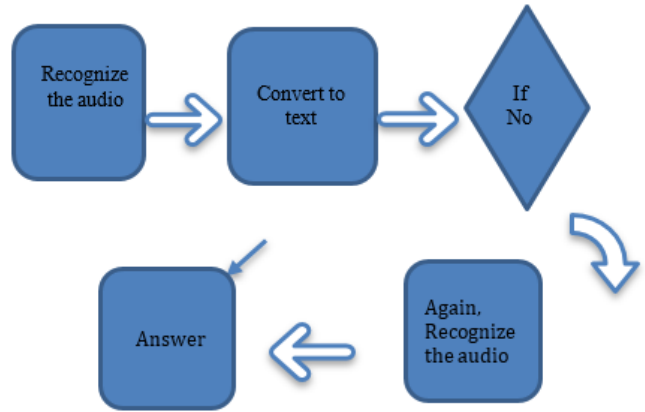 Recognize
the audio
Convert to
text
If
No
Again,
Recognize
the audio
Answer